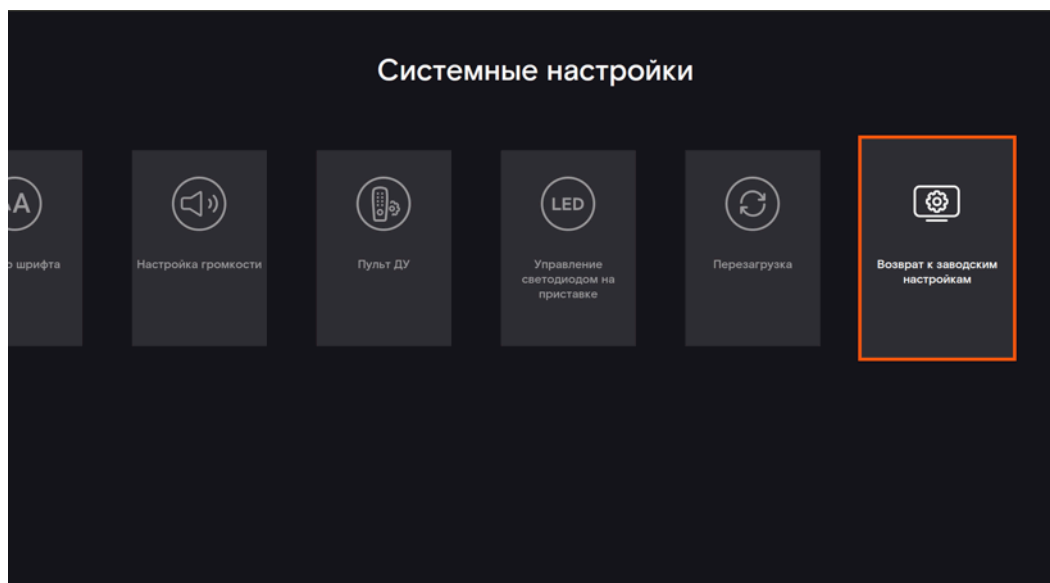 Системные настройки
A
шрифта
Настройка громкости
Пульт ДУ
LED
Управление
светодиодом на
приставке
Перезагрузка
Возврат к заводским
настройкам